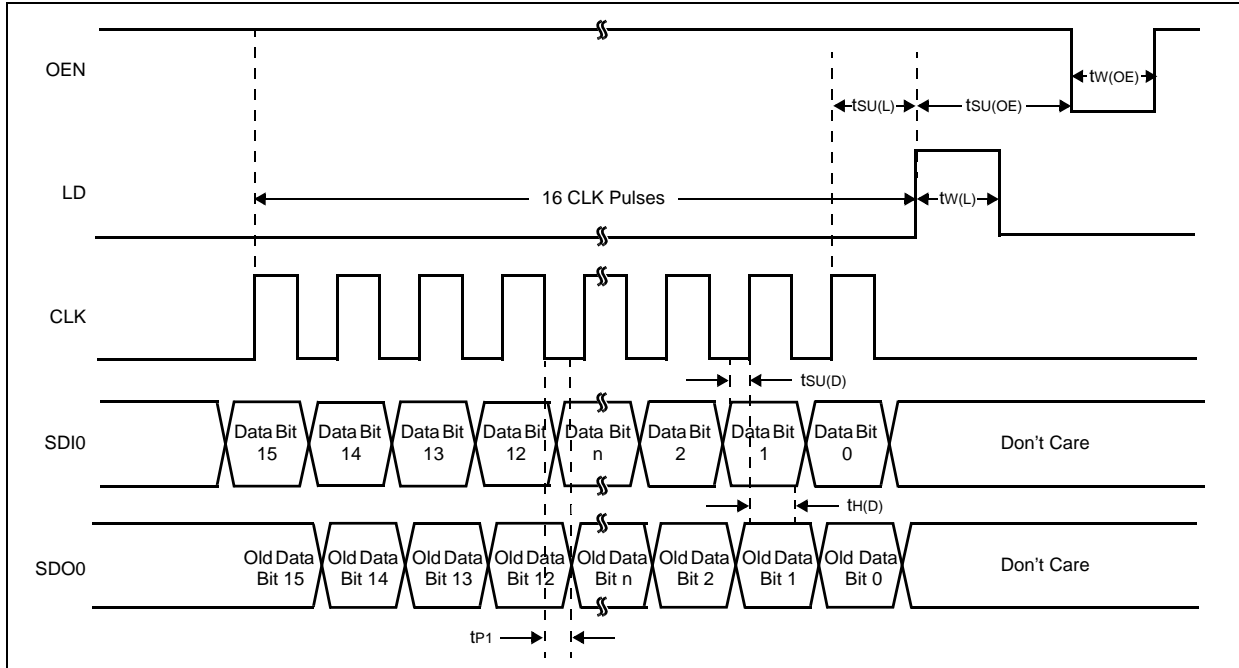 OEN
tW(OE)
tSU(L)
tSU(OE)
LD
16 CLK Pulses
tW(L)
CLK
tSU(D)
SDI0
Data Bit
15
Data Bit
14
Data Bit
13
Data Bit
12
Data Bit
n
Data Bit
2
Data Bit
1
Data Bit
0
Don't Care
tH(D)
SDO0
Old Data
Bit 15
Old Data
Bit 14
Old Data
Bit 13
Old Data
Bit 12
Old Data
Bit n
Old Data
Bit 2
Old Data
Bit 1
Old Data
Bit 0
Don't Care
tP1